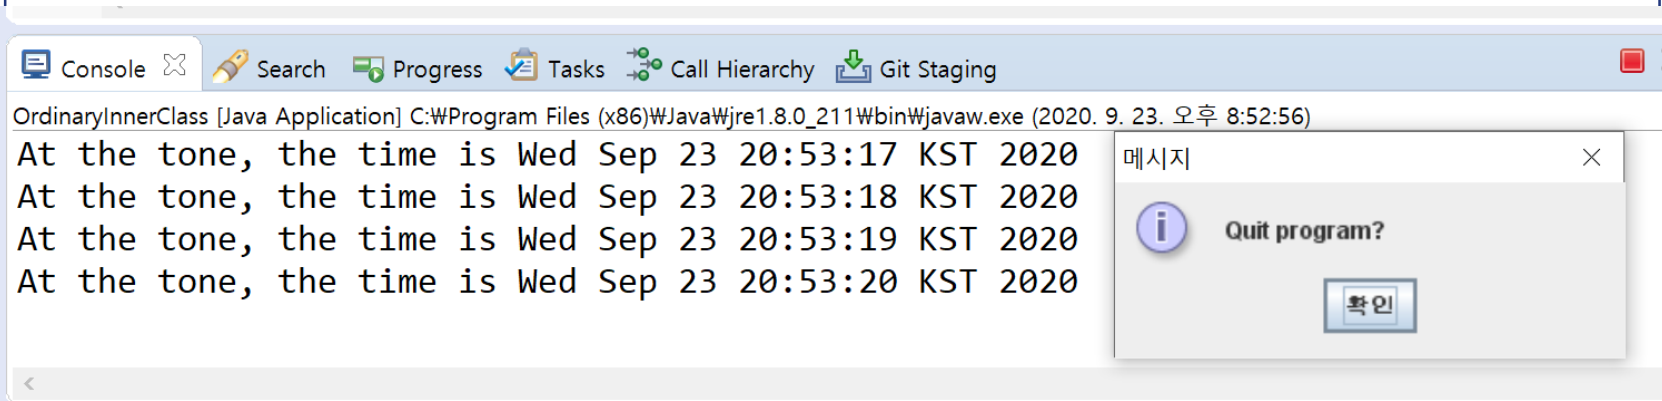 Console Search Progress Tasks Call Hierarchy Git Staging
OrdinaryInnerClass [Java Application] C:₩Program Files (x86)₩Java₩jre1.8.0_211₩bin₩javaw.exe (2020. 9. 23. 오후 8:52:56)
At the tone, the time is Wed Sep 23 20:53:17 KST 2020
At the tone, the time is Wed Sep 23 20:53:18 KST 2020
At the tone, the time is Wed Sep 23 20:53:19 KST 2020
At the tone, the time is Wed Sep 23 20:53:20 KST 2020
메시지
Quit program?
확인